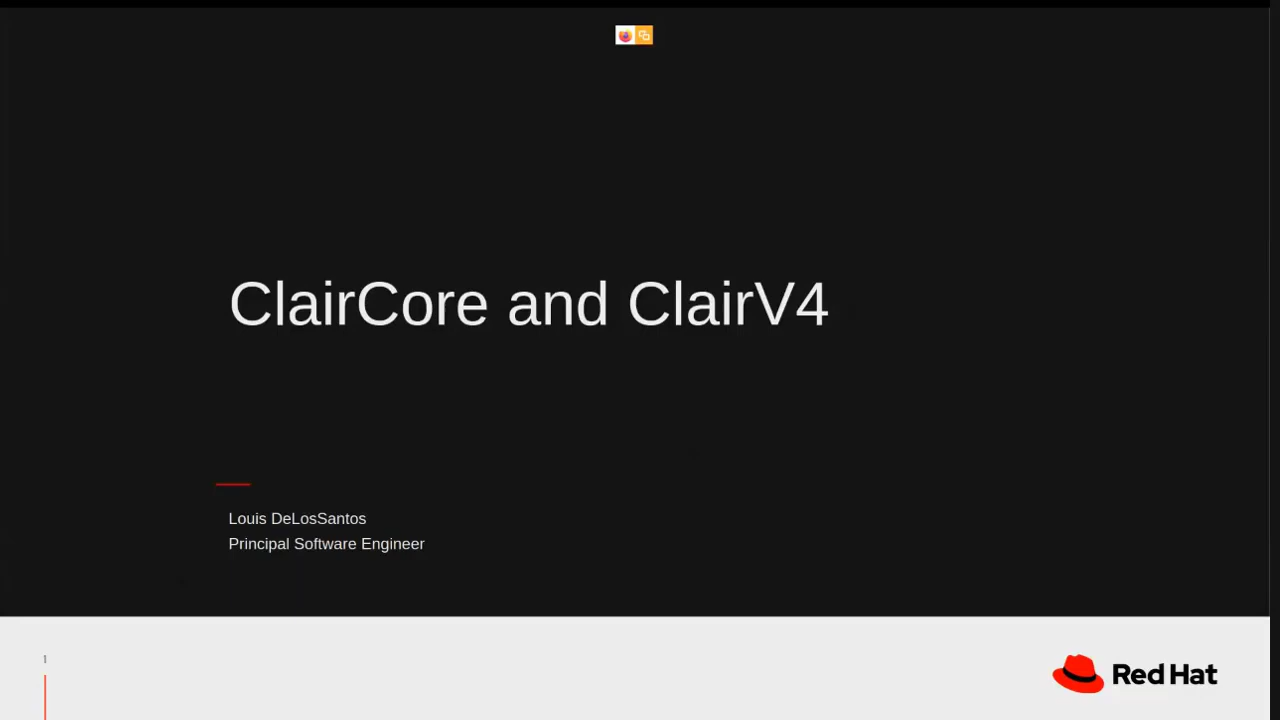 ClairCore and ClairV4
Louis DeLosSantos
Principal Software Engineer
1
Red Hat